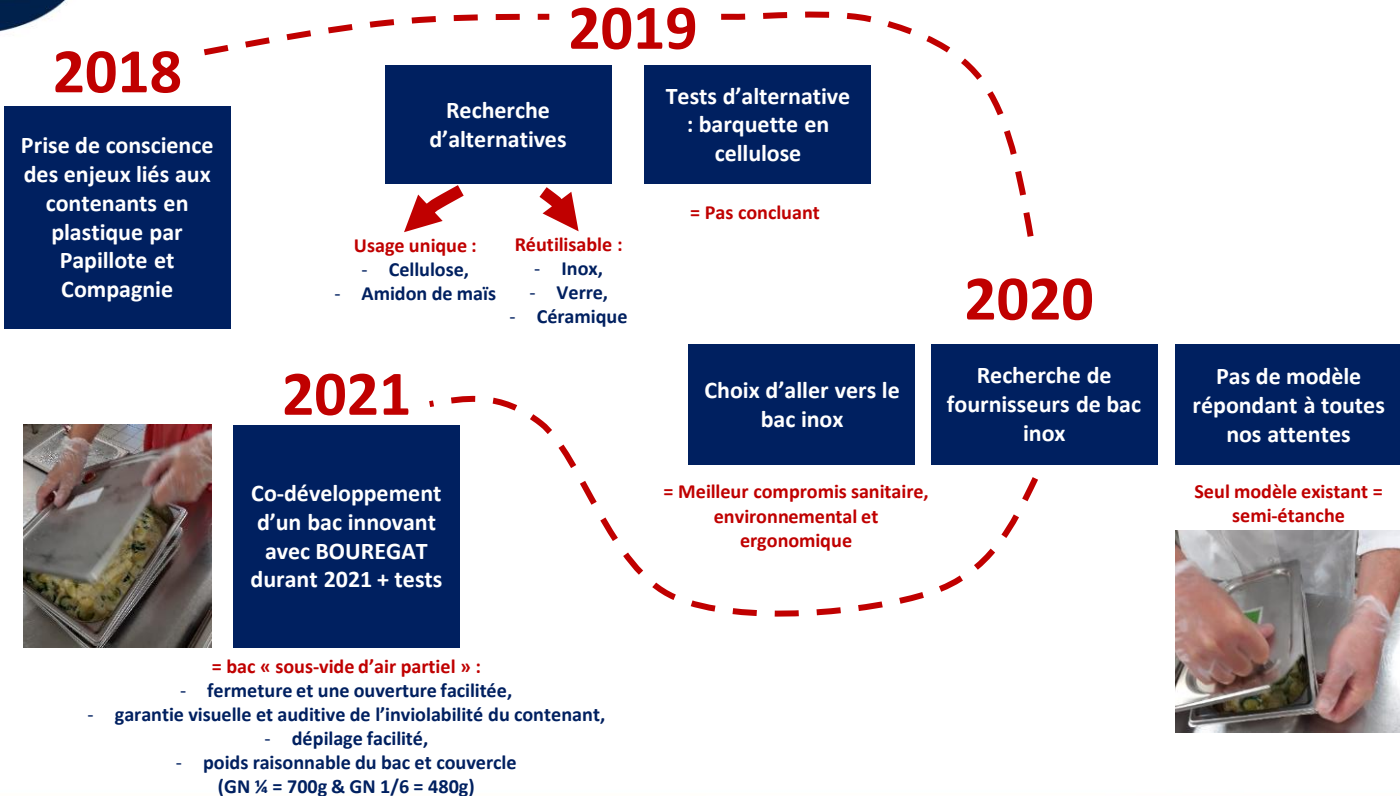 2018
Prise de conscience
des enjeux liés aux
contenants en
plastique par
Papillote et
Compagnie
2019
Recherche
d'alternatives
Usage unique :
- Cellulose,
- Amidon de maïs
Réutilisable :
- Inox,
- Verre,
- Céramique
Tests d'alternative
: barquette en
cellulose
= Pas concluant
2020
Choix d'aller vers le
bac inox
= Meilleur compromis sanitaire,
environnemental et
ergonomique
Recherche de
fournisseurs de bac
inox
Pas de modèle
répondant à toutes
nos attentes
Seul modèle existant =
semi-étanche
2021
Co-développement
d'un bac innovant
avec BOUREGAT
durant 2021 + tests
= bac « sous-vide d'air partiel » :
- fermeture et une ouverture facilitée,
- garantie visuelle et auditive de l'inviolabilité du contenant,
- dépilage facilité,
- poids raisonnable du bac et couvercle
(GN ¼ = 700g & GN 1/6 = 480g)